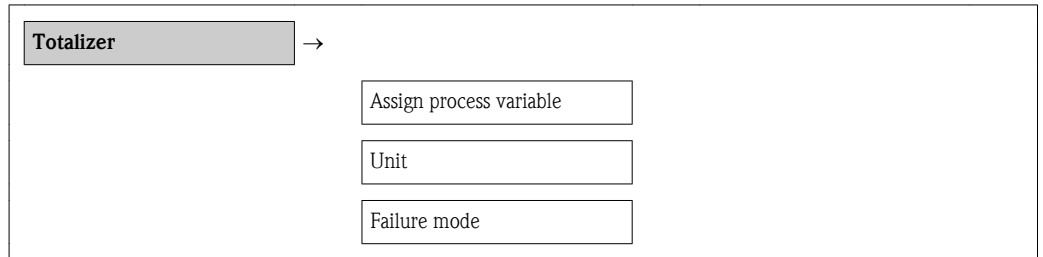 Totalizer →
Assign process variable
Unit
Failure mode